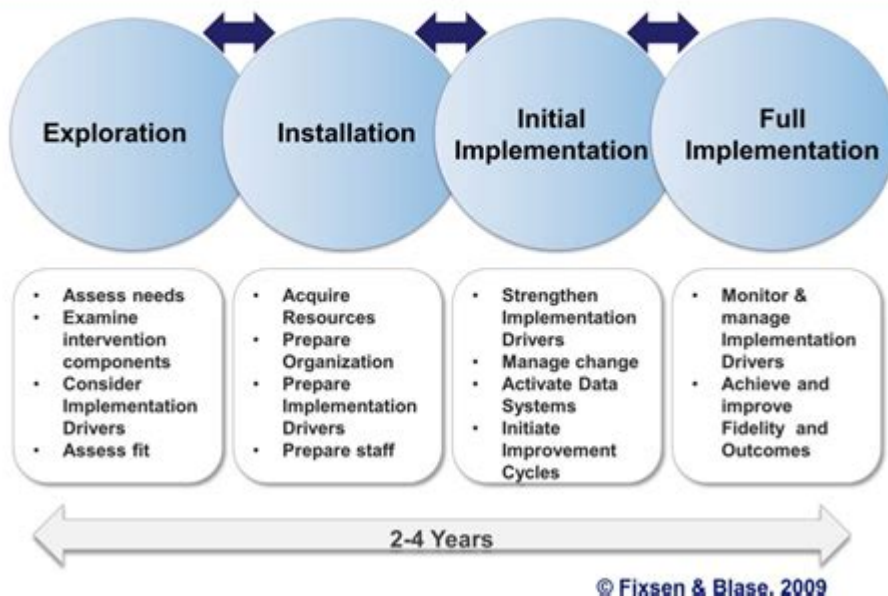 Exploration
Installation
Initial
Implementation
Full
Implementation
• Assess needs
• Examine
intervention
components
• Consider
Implementation
Drivers
• Assess fit
• Acquire
Resources
• Prepare
Organization
• Prepare
Implementation
Drivers
• Prepare staff
• Strengthen
Implementation
Drivers
• Manage change
• Activate Data
Systems
• Initiate
Improvement
Cycles
• Monitor &
manage
Implementation
Drivers
• Achieve and
improve
Fidelity and
Outcomes
2-4 Years
© Fixsen & Blase, 2009